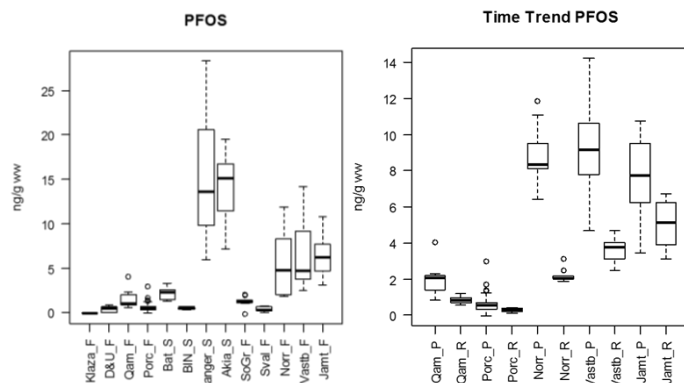 PFOS
ng/g ww
25
20
15
10
5
0
Klaza_F
D&U_F
Qam_F
Porc_F
Bat_S
BIN_S
anger_S
Akia_S
SoGr_F
Sval_F
Norr_F
Vastb_F
Jamt_F
Time Trend PFOS
ng/g ww
14
12
10
8
6
4
2
0
Qam_P
Qam_R
Porc_P
Porc_R
Norr_P
Norr_R
Vastb_P
Vastb_R
Jamt_P
Jamt_R